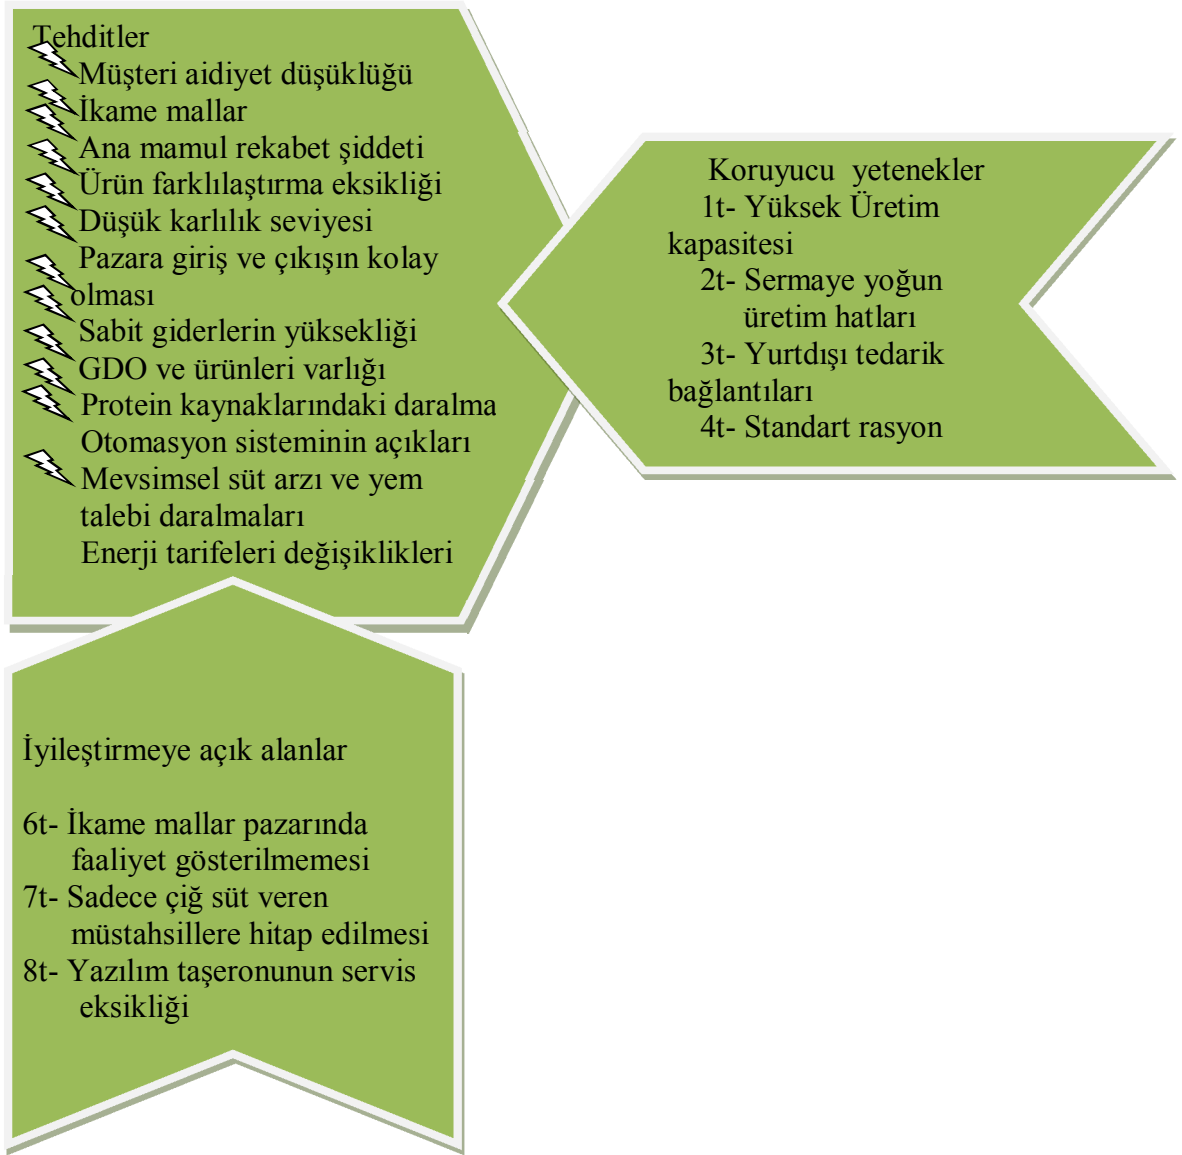 Tehditler
Müşteri aidiyet düşüklüğü
İkame mallar
Ana mamul rekabet şiddeti
Ürün farklılaştırma eksikliği
Düşük karlılık seviyesi
Pazara giriş ve çıkışın kolay
olması
Sabit giderlerin yüksekliği
GDO ve ürünleri varlığı
Protein kaynaklarındaki daralma
Otomasyon sisteminin açıkları
Mevsimsel süt arzı ve yem
talebi daralmaları
Enerji tarifeleri değişiklikleri
Koruyucu yetenekler
1t- Yüksek Üretim
kapasitesi
2t- Sermaye yoğun
üretim hatları
3t- Yurtdışı tedarik
bağlantıları
4t- Standart rasyon
İyileştirmeye açık alanlar
6t- İkame mallar pazarında
faaliyet gösterilmemesi
7t- Sadece çiğ süt veren
müstahsillere hitap edilmesi
8t- Yazılım taşeronunun servis
eksikliği